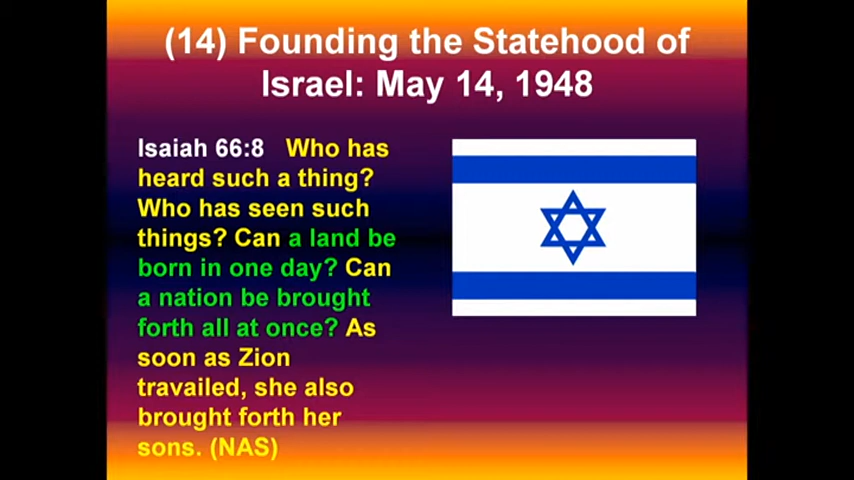 (14) Founding the Statehood of
Israel: May 14, 1948
Isaiah 66:8 Who has
heard such a thing?
Who has seen such
things? Can a land be
born in one day? Can
a nation be brought
forth all at once? As
soon as Zion
travailed, she also
brought forth her
sons. (NAS)